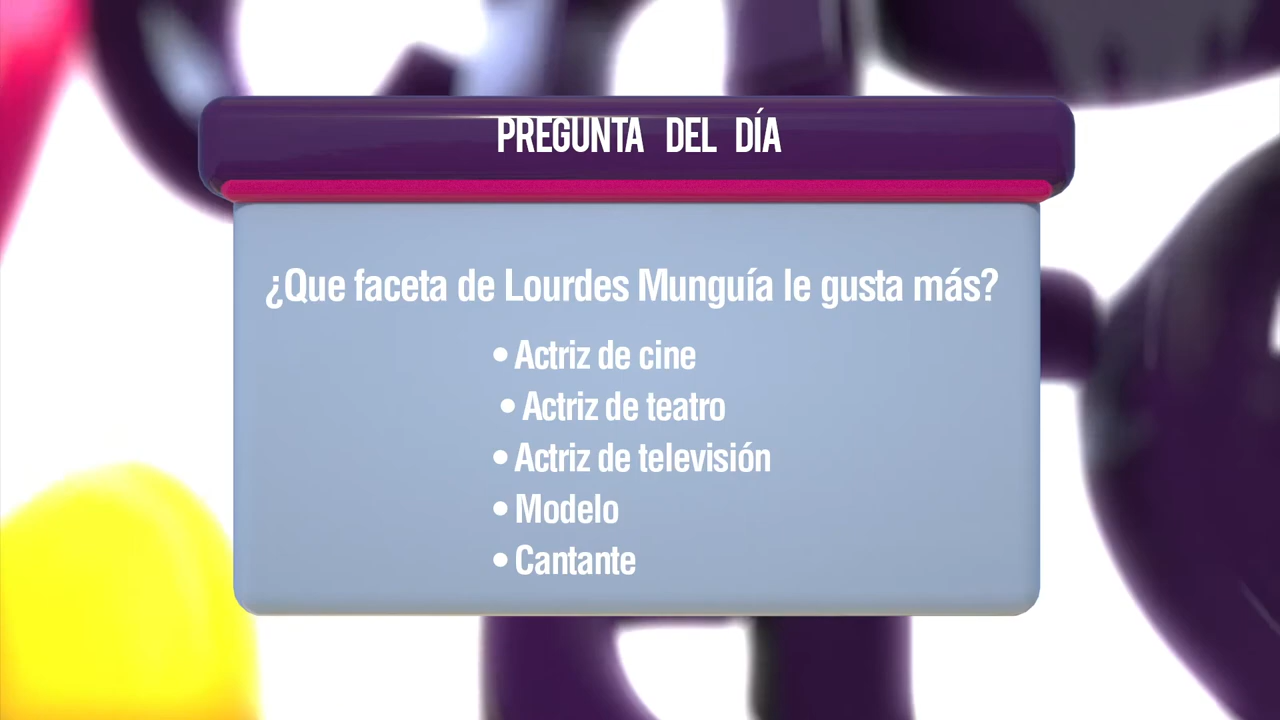 PREGUNTA DEL DÍA
¿Que faceta de Lourdes Munguía le gusta más?
• Actriz de cine
• Actriz de teatro
• Actriz de televisión
• Modelo
• Cantante